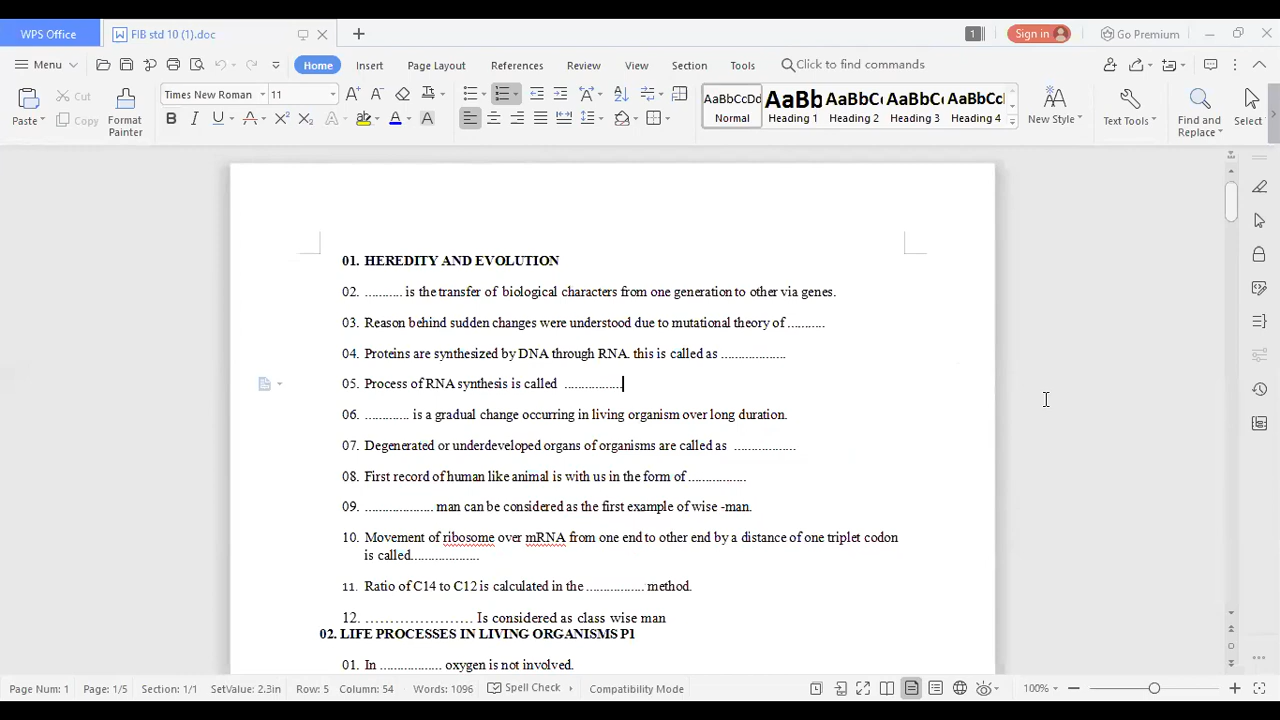 WPS Office
FIB std 10 (1).doc
1
Sign in
Go Premium
Menu
Home
Insert
Page Layout
References
Review
View
Section
Tools
Click to find commands
Paste
Cut
Copy
Format Painter
Times New Roman
11
AaBbCcDd
Normal
AaBb
Heading 1
AaBbC
Heading 2
AaBbC
Heading 3
AaBbC
Heading 4
New Style
Text Tools
Find and Replace
Select
01. HEREDITY AND EVOLUTION
02. .......... is the transfer of biological characters from one generation to other via genes.
03. Reason behind sudden changes were understood due to mutational theory of ..........
04. Proteins are synthesized by DNA through RNA. this is called as .................
05. Process of RNA synthesis is called ................
06. ............ is a gradual change occurring in living organism over long duration.
07. Degenerated or underdeveloped organs of organisms are called as .................
08. First record of human like animal is with us in the form of ................
09. ................... man can be considered as the first example of wise -man.
10. Movement of ribosome over mRNA from one end to other end by a distance of one triplet codon
is called...................
11. Ratio of C14 to C12 is calculated in the ................ method.
12. ...................... Is considered as class wise man
02. LIFE PROCESSES IN LIVING ORGANISMS P1
01. In ................. oxygen is not involved.
Page Num: 1
Page: 1/5
Section: 1/1
SetValue: 2.3in
Row: 5
Column: 54
Words: 1096
Spell Check
Compatibility Mode
100%